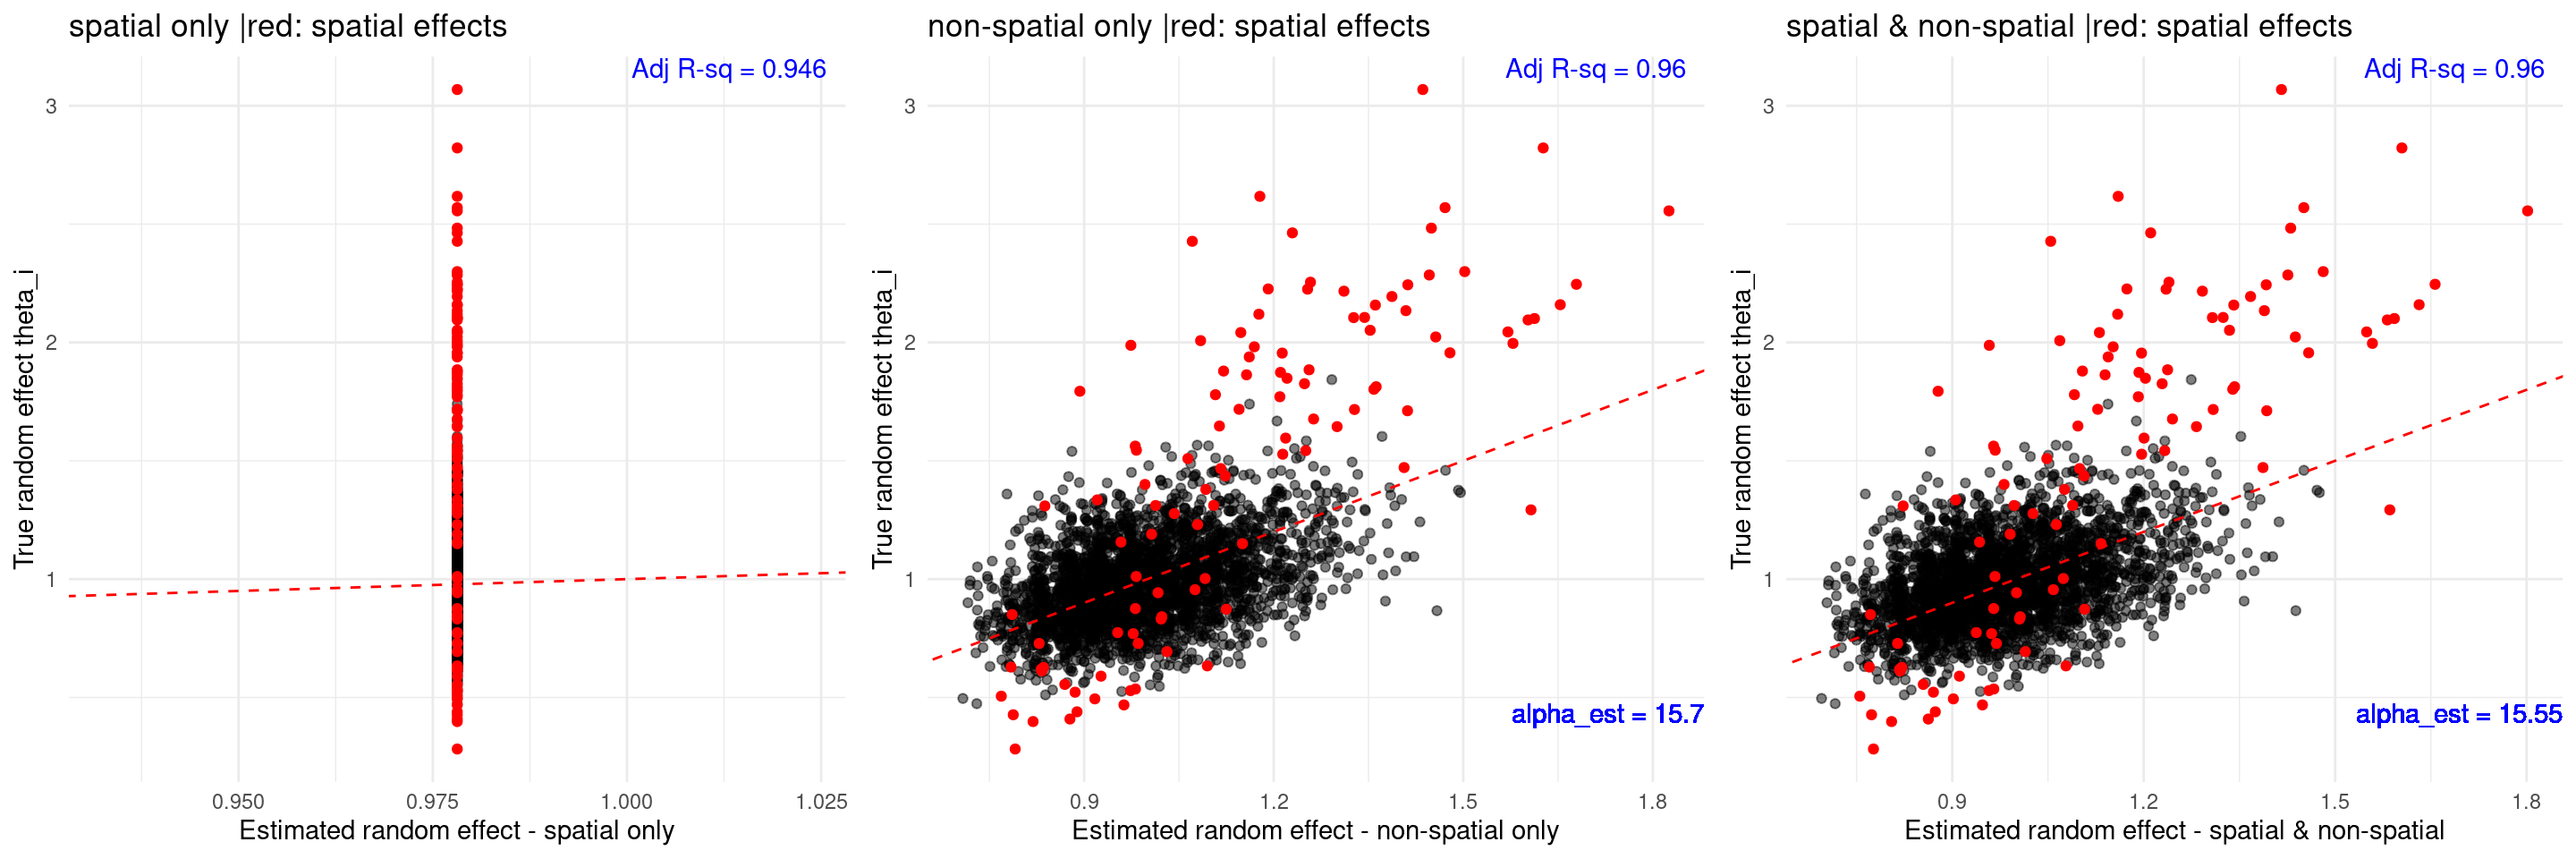 spatial only |red: spatial effects
Adj R-sq = 0.946
True random effect theta_i
3
2
1
0.950
0.975
1.000
1.025
Estimated random effect - spatial only
non-spatial only |red: spatial effects
Adj R-sq = 0.96
True random effect theta_i
3
2
1
alpha_est = 15.7
0.9
1.2
1.5
1.8
Estimated random effect - non-spatial only
spatial & non-spatial |red: spatial effects
Adj R-sq = 0.96
True random effect theta_i
3
2
1
alpha_est = 15.55
0.9
1.2
1.5
1.8
Estimated random effect - spatial & non-spatial